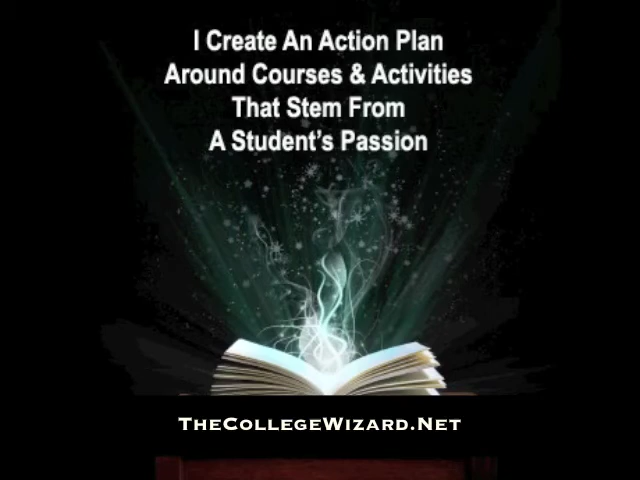 I Create An Action Plan
Around Courses & Activities
That Stem From
A Student's Passion
TheCollegeWizard.Net